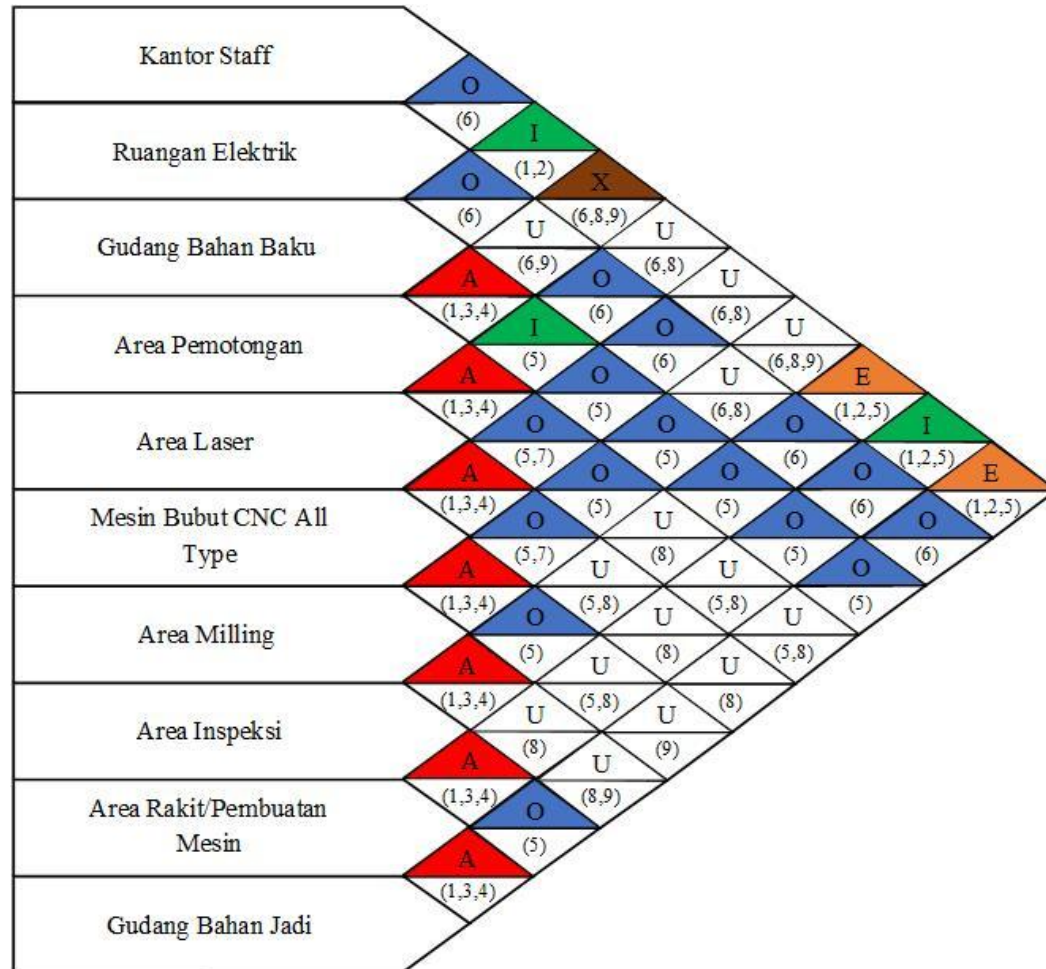 Kantor Staff
O
(6)
I
Ruangan Elektrik
(1,2)
O X
(6) (6,8,9)
U U
Gudang Bahan Baku
(6,9) (6,8)
A O U
(1,3,4) (6) (6,8)
I O U
Area Pemotongan
(5) (6) (6,8,9)
A O U E
(1,3,4) (5) (6,8) (1,2,5)
O O O I
Area Laser
(5,7) (5) (6) (1,2,5)
A O O O E
(1,3,4) (5) (5) (6) (1,2,5)
Mesin Bubut CNC All
O U O O
Type
(5,7) (8) (5) (6)
A U U O
(1,3,4) (5,8) (5,8) (5)
O U U
Area Milling
(5) (8) (5,8)
A U U
(1,3,4) (5,8) (8)
U U
Area Inspeksi
(8) (9)
A U
(1,3,4) (8,9)
Area Rakit/Pembuatan
O
Mesin
(5)
A
(1,3,4)
Gudang Bahan Jadi